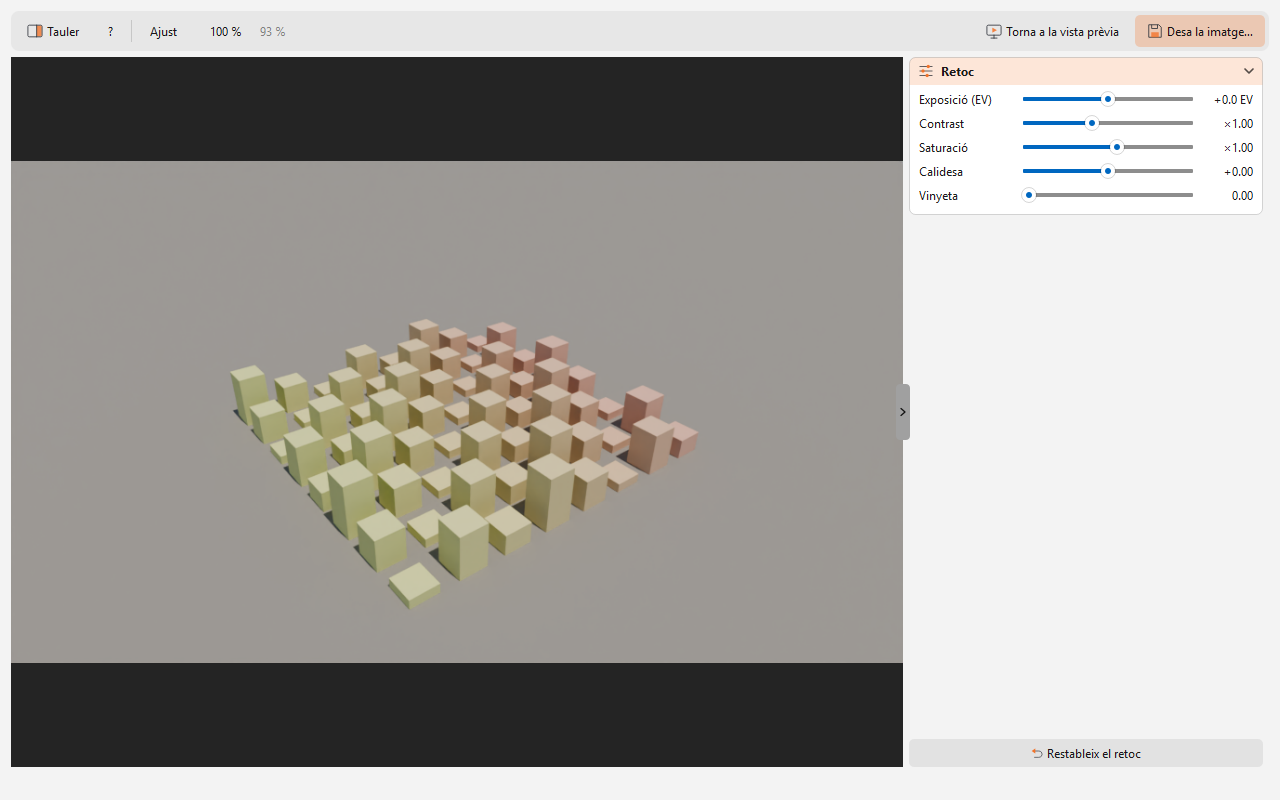 Tauler ? Ajust 100 % 93 % Torna a la vista prèvia Desa la imatge...
Retoc
Exposició (EV) +0.0 EV
Contrast ×1.00
Saturació ×1.00
Calidesa +0.00
Vinyeta 0.00
Restableix el retoc